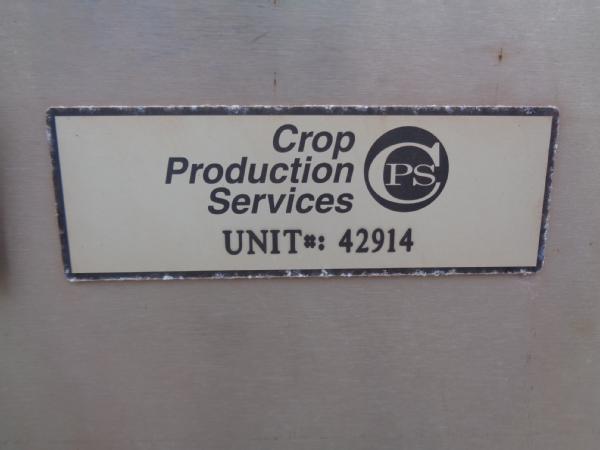 Crop
Production
Services
CPS
UNIT#: 42914